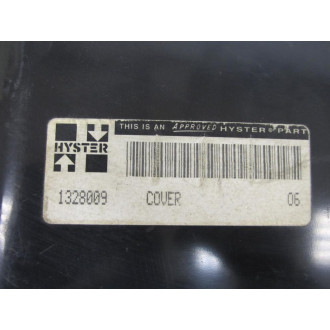 THIS IS AN APPROVED HYSTER® PART
HYSTER
1328009 COVER 06